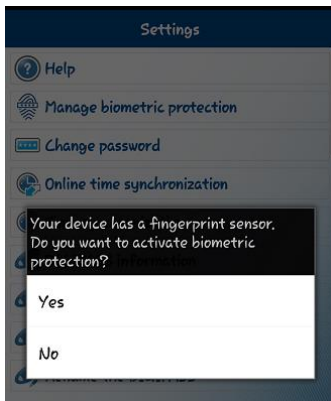 Settings
Help
Manage biometric protection
Change password
Online time synchronization
Your device has a fingerprint sensor.
Do you want to activate biometric
protection?
Yes
No